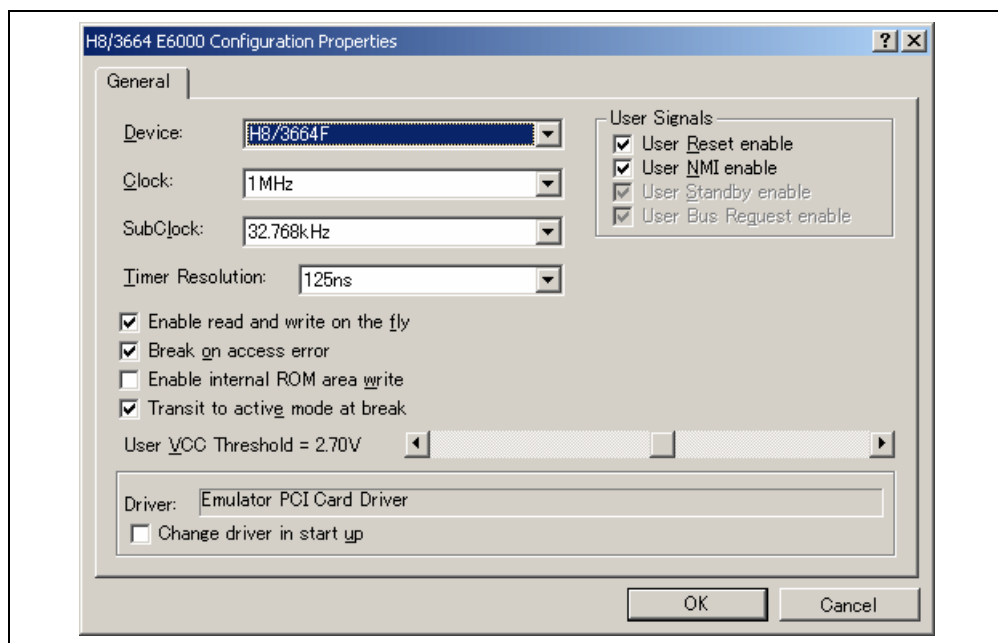 H8/3664 E6000 Configuration Properties
General
Device: H8/3664F
Clock: 1MHz
SubClock: 32.768kHz
Timer Resolution: 125ns
User Signals
User Reset enable
User NMI enable
User Standby enable
User Bus Reguest enable
Enable read and write on the fly
Break on access error
Enable internal ROM area write
Transit to active mode at break
User VCC Threshold = 2.70V
Driver: Emulator PCI Card Driver
Change driver in start up
OK Cancel